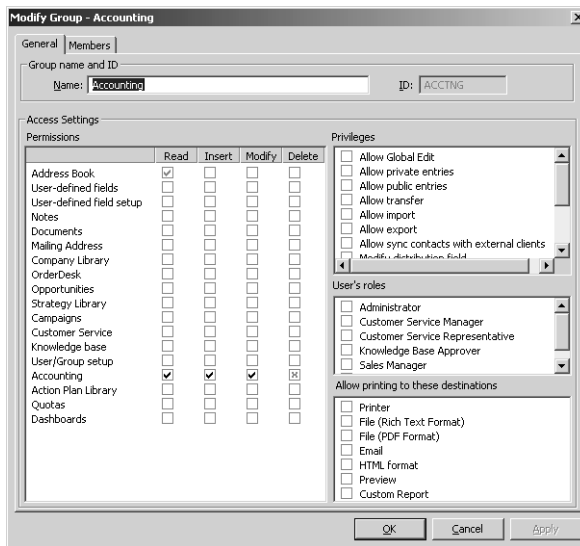 Modify Group - Accounting
General Members
Group name and ID
Name: Accounting ID: ACCTNG
Access Settings
Permissions
Read Insert Modify Delete
Address Book
User-defined fields
User-defined field setup
Notes
Documents
Mailing Address
Company Library
OrderDesk
Opportunities
Strategy Library
Campaigns
Customer Service
Knowledge base
User/Group setup
Accounting
Action Plan Library
Quotas
Dashboards
Privileges
Allow Global Edit
Allow private entries
Allow public entries
Allow transfer
Allow import
Allow export
Allow sync contacts with external clients
Modify distribution field
User's roles
Administrator
Customer Service Manager
Customer Service Representative
Knowledge Base Approver
Sales Manager
Allow printing to these destinations
Printer
File (Rich Text Format)
File (PDF Format)
Email
HTML format
Preview
Custom Report
OK Cancel Apply